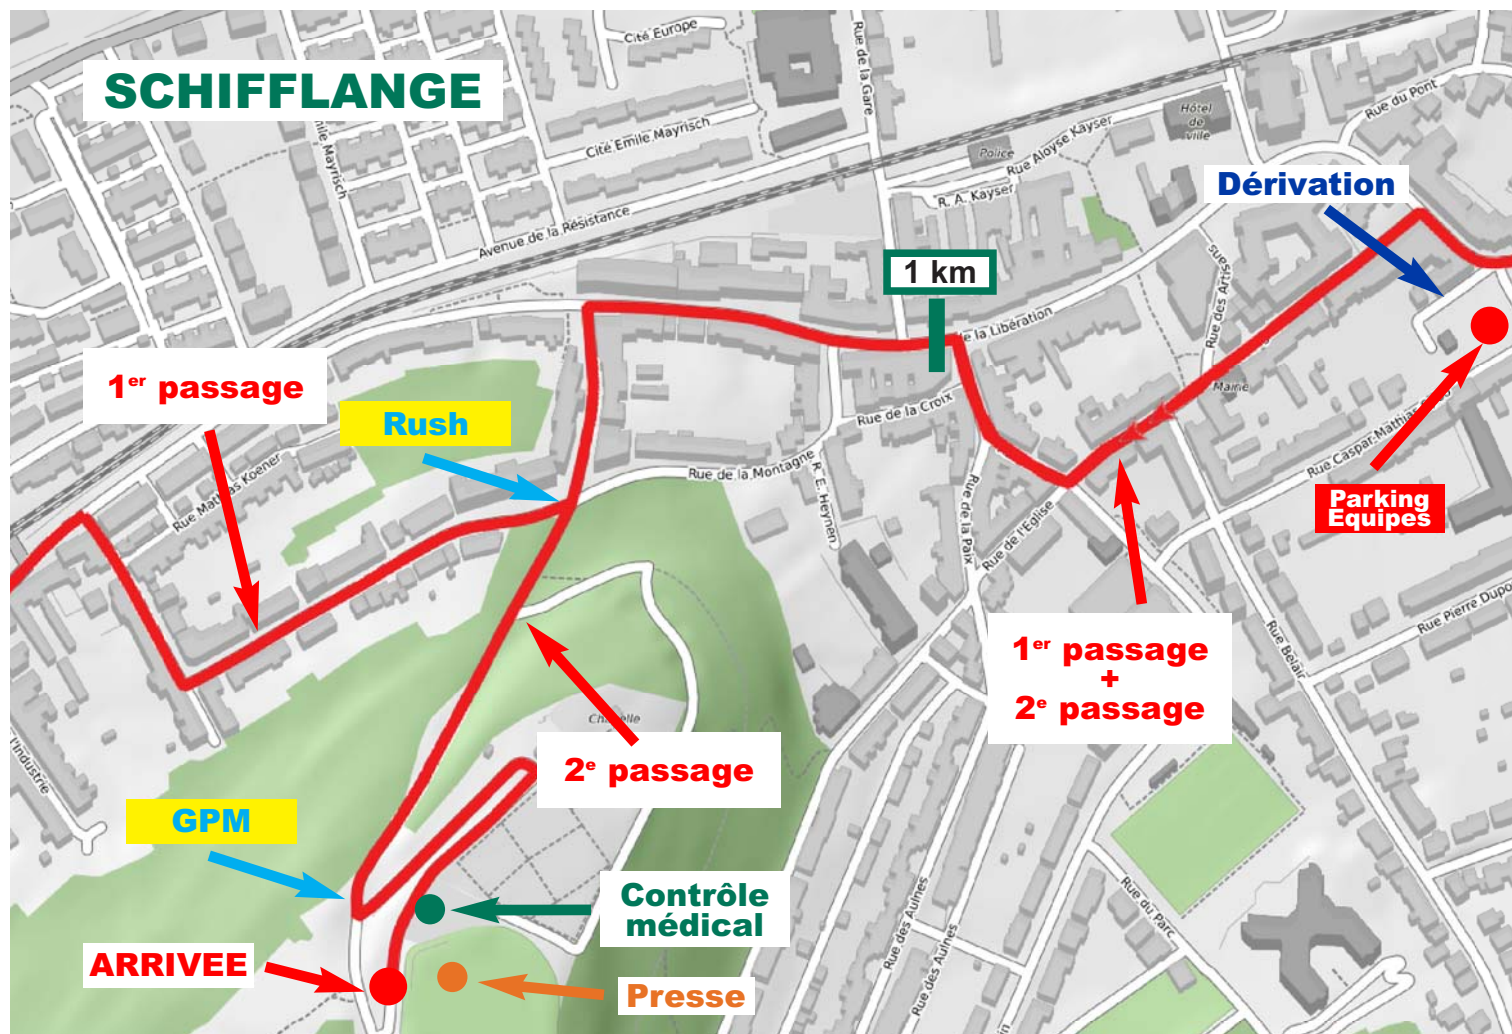 SCHIFFLANGE
Cité Europe
Rue de la Gare
Rue du Pont
Hôtel
de
ville
Cité Emile Mayrisch
Emile Mayrisch
Police
Rue Aloyse Kayser
R. A. Kayser
Dérivation
Avenue de la Résistance
1 km
de la Libération
Rue des Artisans
1er passage
Rush
Mairie
Rue de la Croix
Rue Mathias Koener
Rue de la Montagne
R. E. Heynen
Rue de la Paix
Rue de l'Eglise
Rue Caspar Mathias
Parking
Equipes
Rue Pierre Dupo
1er passage
+
2e passage
Rue Belair
l'Industrie
2e passage
GPM
Contrôle
médical
Rue des Aulnes
Rue des Aulnes
Rue du Parc
ARRIVEE
Presse